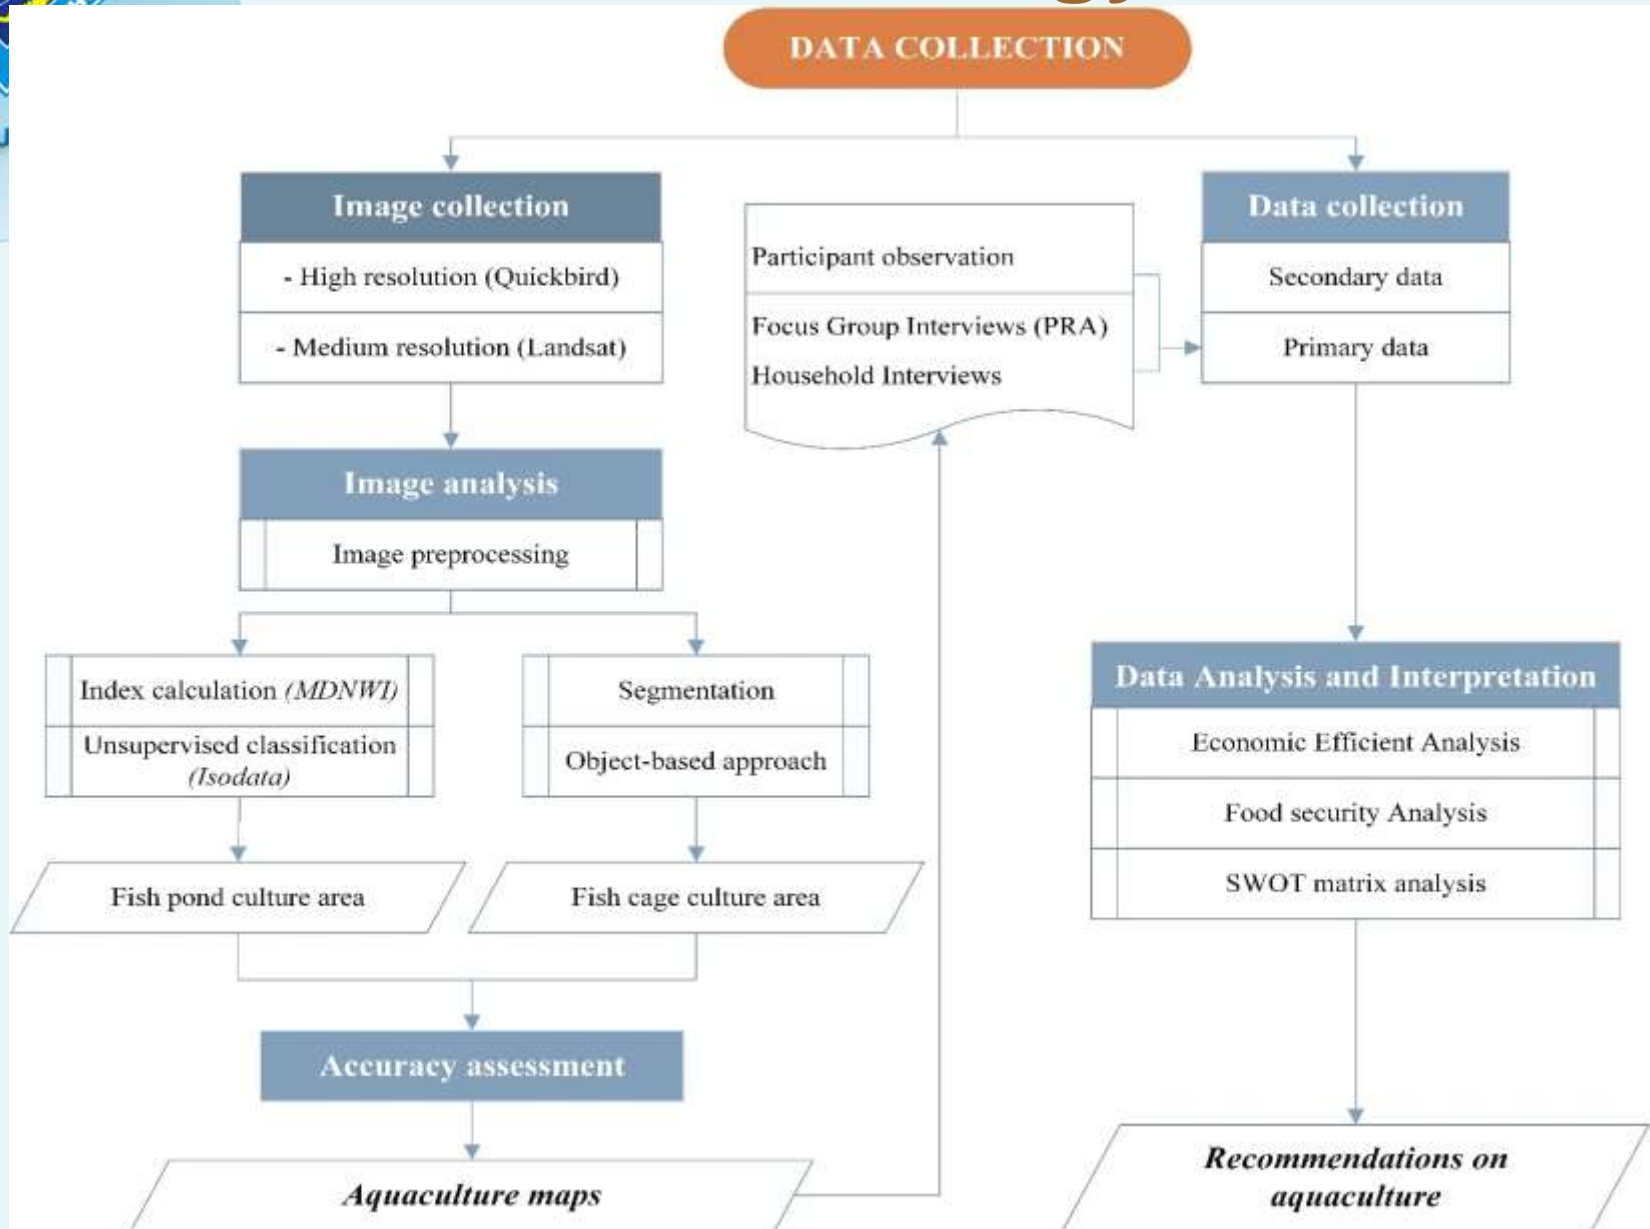 DATA COLLECTION
Image collection
- High resolution (Quickbird)
- Medium resolution (Landsat)
Participant observation
Focus Group Interviews (PRA)
Household Interviews
Data collection
Secondary data
Primary data
Image analysis
Image preprocessing
Index calculation (MDNWI)
Unsupervised classification
(Isodata)
Segmentation
Object-based approach
Data Analysis and Interpretation
Economic Efficient Analysis
Food security Analysis
SWOT matrix analysis
Fish pond culture area
Fish cage culture area
Accuracy assessment
Aquaculture maps
Recommendations on
aquaculture